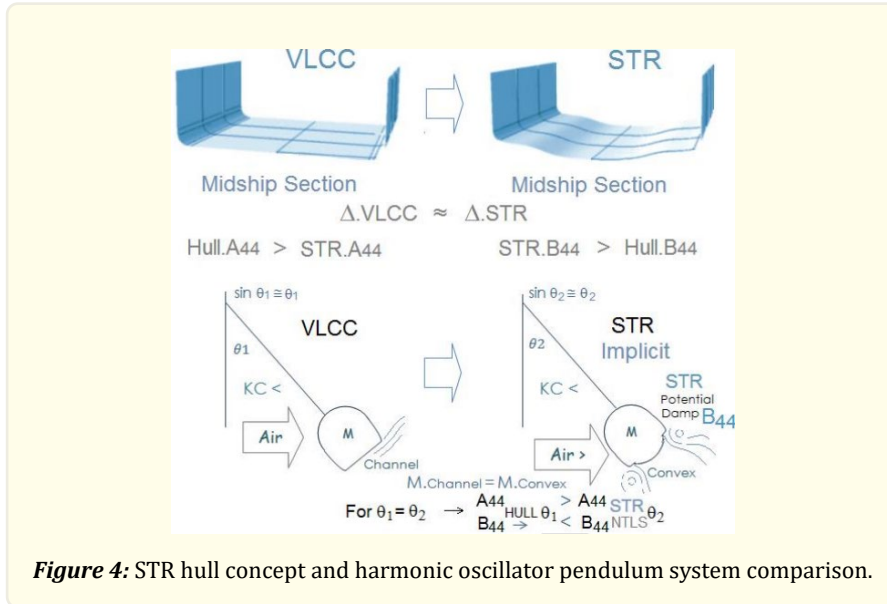 VLCC STR
Midship Section Midship Section
Δ.VLCC ≈ Δ.STR
Hull.A44 > STR.A44 STR.B44 > Hull.B44
sin θ1 ≅ θ1 sin θ2 ≅ θ2
VLCC STR
θ1 θ2 Implicit
KC < KC < STR
Potential
Damp B44
Air M Air > M
Channel Convex
M.Channel = M.Convex
For θ1 = θ2 → A44 HULL θ1 > A44 STR θ2
B44 → < B44 NTLS
Figure 4: STR hull concept and harmonic oscillator pendulum system comparison.